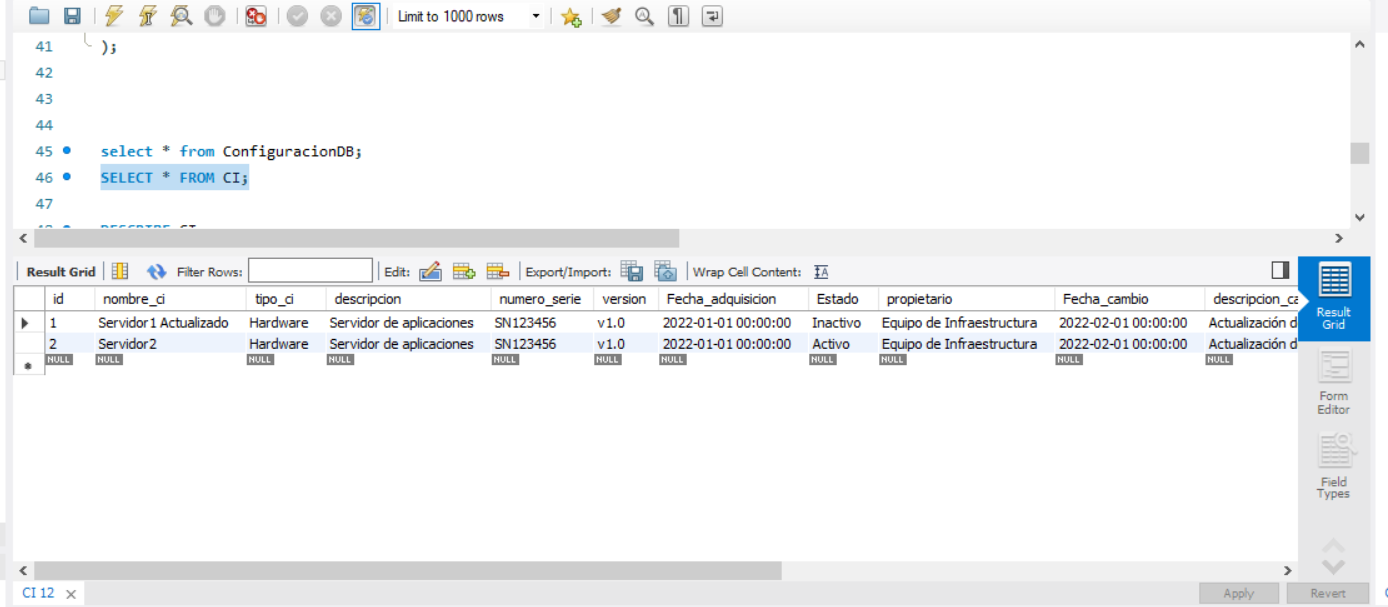 Limit to 1000 rows
41 );
42
43
44
45 select * from ConfiguracionDB;
46 SELECT * FROM CI;
47
48 DESCRIBE CI
Result Grid Filter Rows: Edit: Export/Import: Wrap Cell Content:
id nombre_ci tipo_ci descripcion numero_serie version Fecha_adquisicion Estado propietario Fecha_cambio descripcion_ca
1 Servidor1 Actualizado Hardware Servidor de aplicaciones SN123456 v1.0 2022-01-01 00:00:00 Inactivo Equipo de Infraestructura 2022-02-01 00:00:00 Actualización d
2 Servidor2 Hardware Servidor de aplicaciones SN123456 v1.0 2022-01-01 00:00:00 Activo Equipo de Infraestructura 2022-02-01 00:00:00 Actualización d
NULL NULL NULL NULL NULL NULL NULL NULL NULL NULL NULL
Result
Grid
Form
Editor
Field
Types
CI 12 Apply Revert